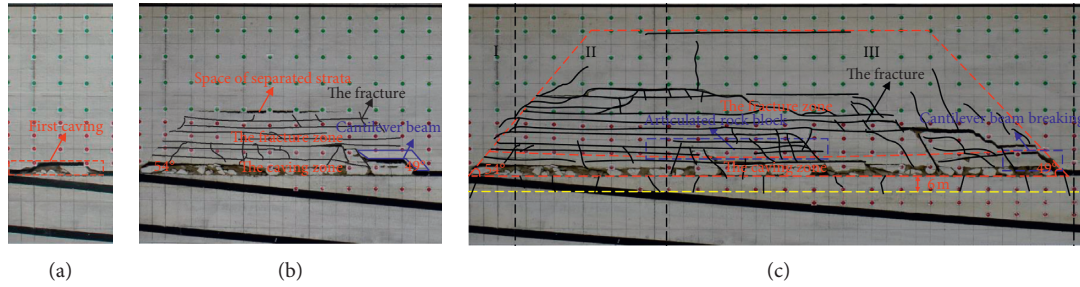 First caving
(a)
Space of separated strata
The fracture
The fracture zone
Cantilever beam
The caving zone
(b)
I
II
III
The fracture
The fracture zone
Articulated rock block
Cantilever beam breaking
The caving zone
6m
(c)